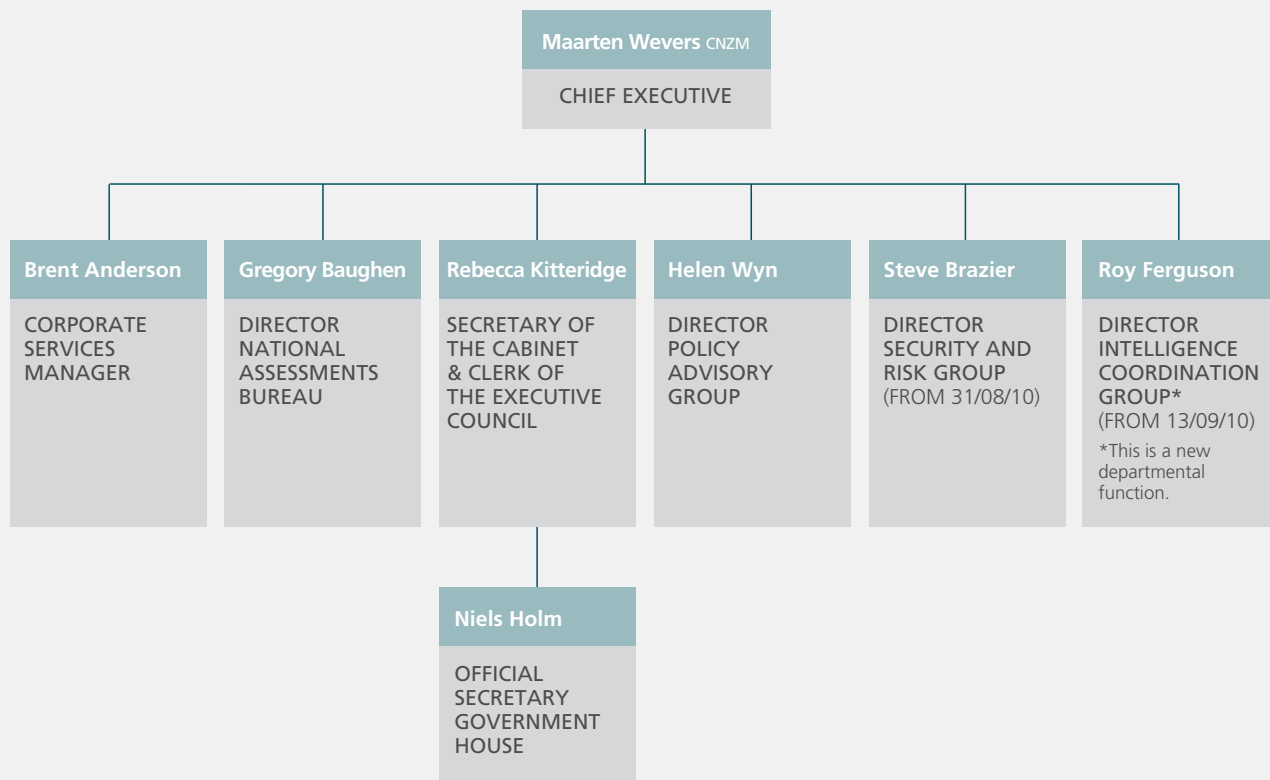 Maarten Wevers CNZM
CHIEF EXECUTIVE
Brent Anderson
CORPORATE
SERVICES
MANAGER
Gregory Baughen
DIRECTOR
NATIONAL
ASSESSMENTS
BUREAU
Rebecca Kitteridge
SECRETARY OF
THE CABINET
& CLERK OF
THE EXECUTIVE
COUNCIL
Helen Wyn
DIRECTOR
POLICY
ADVISORY
GROUP
Steve Brazier
DIRECTOR
SECURITY AND
RISK GROUP
(FROM 31/08/10)
Roy Ferguson
DIRECTOR
INTELLIGENCE
COORDINATION
GROUP*
(FROM 13/09/10)
*This is a new
departmental
function.
Niels Holm
OFFICIAL
SECRETARY
GOVERNMENT
HOUSE